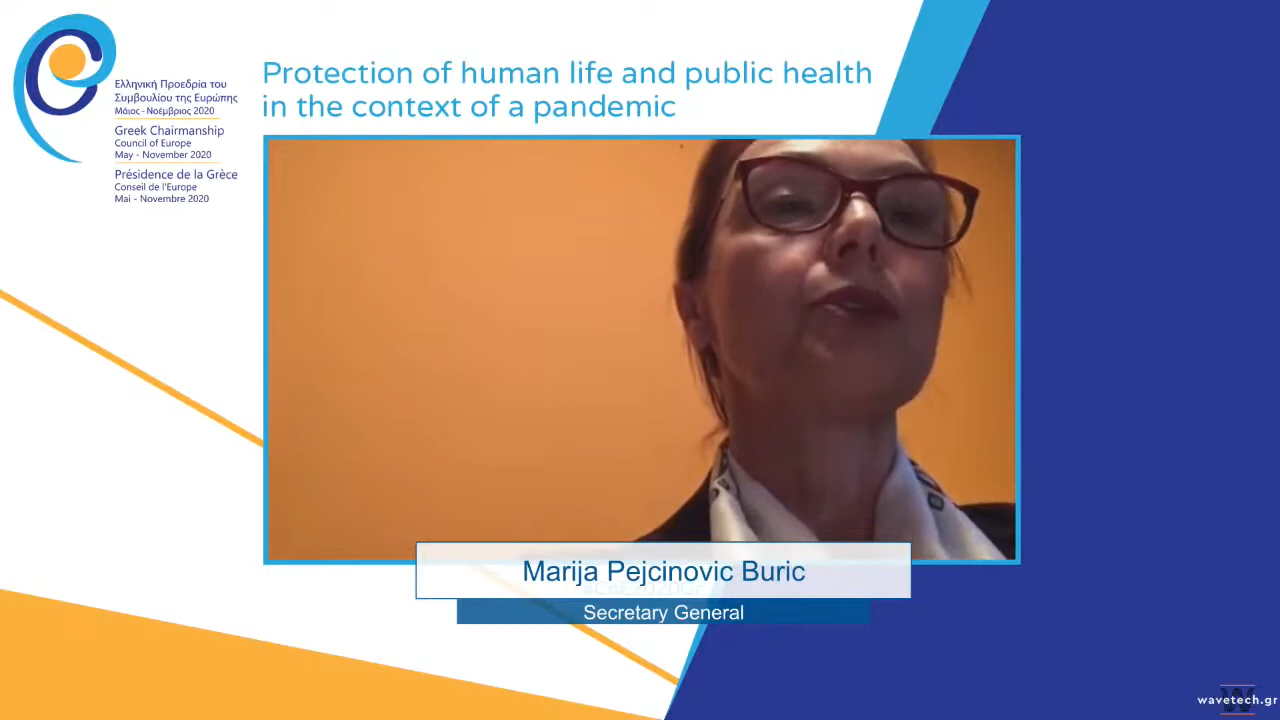 Ελληνική Προεδρία του
Συμβουλίου της Ευρώπης
Μάιος - Νοέμβριος 2020
Greek Chairmanship
Council of Europe
May - November 2020
Présidence de la Grèce
Conseil de l'Europe
Mai - Novembre 2020
Protection of human life and public health
in the context of a pandemic
Marija Pejcinovic Buric
Secretary General
wavetech.gr